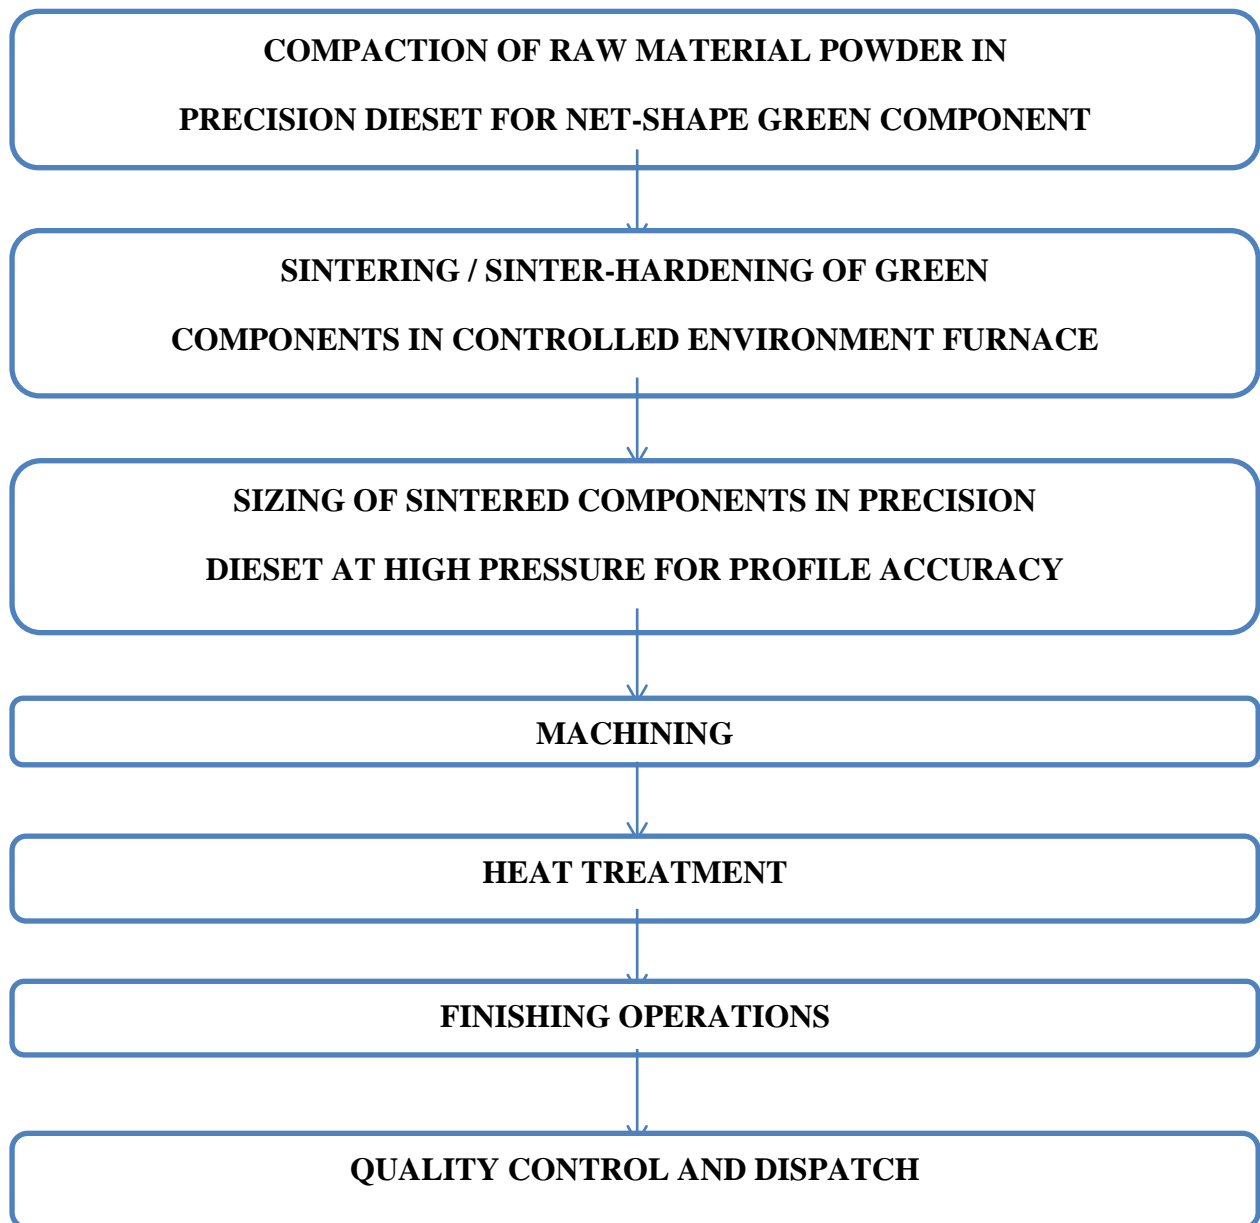 COMPACTION OF RAW MATERIAL POWDER IN
PRECISION DIESET FOR NET-SHAPE GREEN COMPONENT
SINTERING / SINTER-HARDENING OF GREEN
COMPONENTS IN CONTROLLED ENVIRONMENT FURNACE
SIZING OF SINTERED COMPONENTS IN PRECISION
DIESET AT HIGH PRESSURE FOR PROFILE ACCURACY
MACHINING
HEAT TREATMENT
FINISHING OPERATIONS
QUALITY CONTROL AND DISPATCH